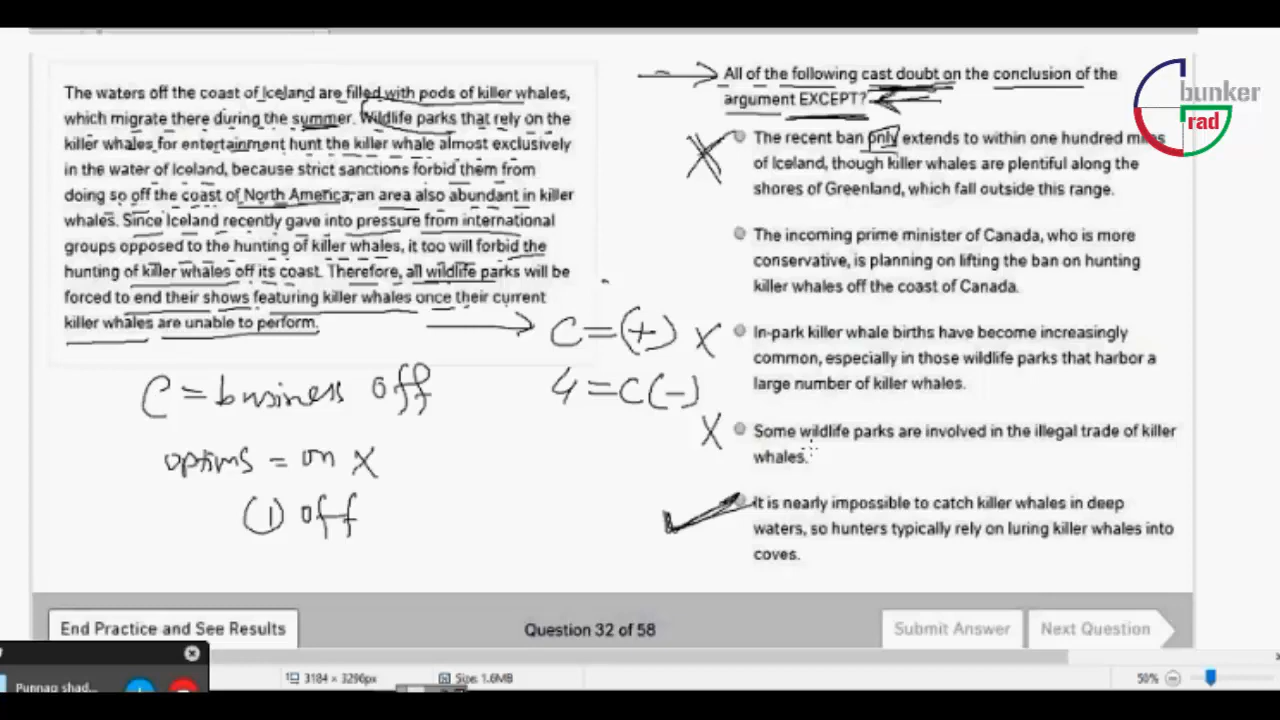 The waters off the coast of Iceland are filled with pods of killer whales,
which migrate there during the summer. Wildlife parks that rely on the
killer whales for entertainment hunt the killer whale almost exclusively
in the water of Iceland, because strict sanctions forbid them from
doing so off the coast of North America, an area also abundant in killer
whales. Since Iceland recently gave into pressure from international
groups opposed to the hunting of killer whales, it too will forbid the
hunting of killer whales off its coast. Therefore, all wildlife parks will be
forced to end their shows featuring killer whales once their current
killer whales are unable to perform.
C = business off
options = on X
(1) off
C = (+)
4 = C (-)
All of the following cast doubt on the conclusion of the
argument EXCEPT?
X The recent ban only extends to within one hundred miles
of Iceland, though killer whales are plentiful along the
shores of Greenland, which fall outside this range.
The incoming prime minister of Canada, who is more
conservative, is planning on lifting the ban on hunting
killer whales off the coast of Canada.
X In-park killer whale births have become increasingly
common, especially in those wildlife parks that harbor a
large number of killer whales.
X Some wildlife parks are involved in the illegal trade of killer
whales.
It is nearly impossible to catch killer whales in deep
waters, so hunters typically rely on luring killer whales into
coves.
bunker
rad
End Practice and See Results
Question 32 of 58
Submit Answer
Next Question
Punnag shad...
3184 × 3296px
Size: 1.6MB
50%